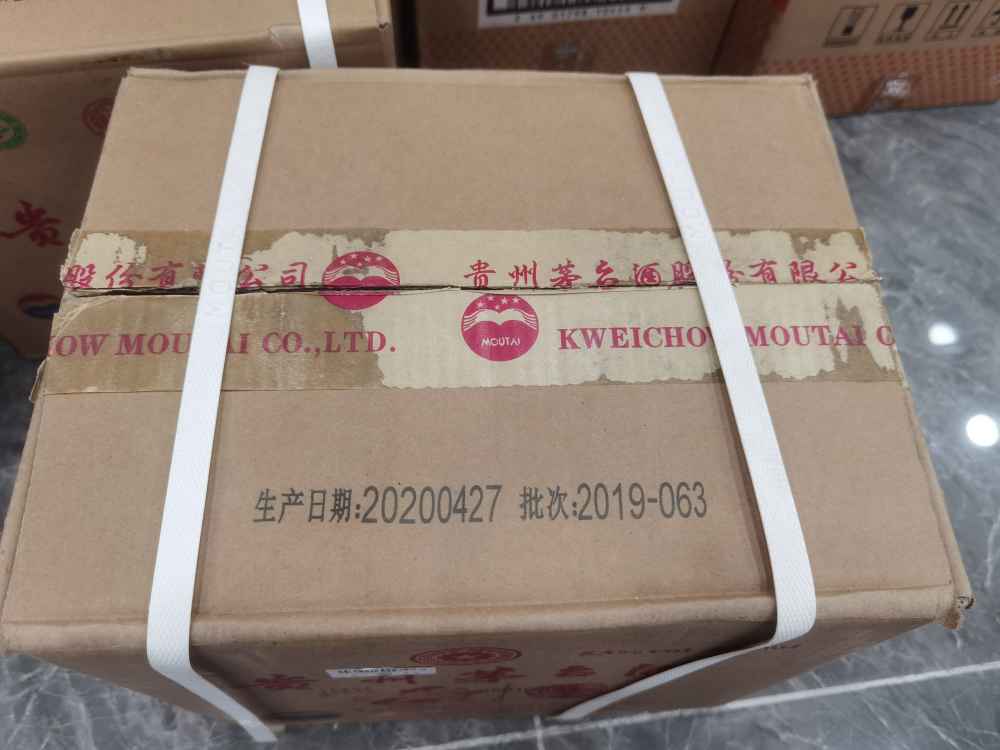 股份有 公司 贵州茅台酒股份有限公
OW MOUTAI CO.,LTD. MOUTAI KWEICHOW MOUTAI C
生产日期:20200427 批次:2019-063